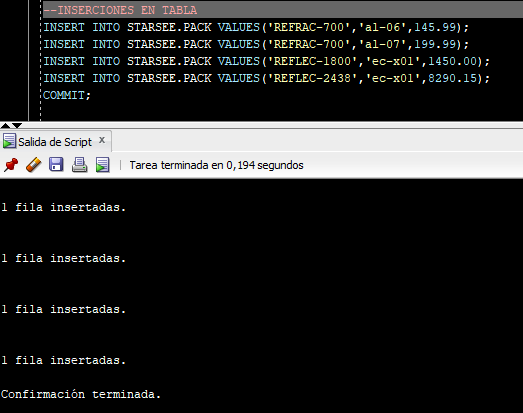 --INSERCIONES EN TABLA
INSERT INTO STARSEE.PACK VALUES('REFRAC-700','al-06',145.99);
INSERT INTO STARSEE.PACK VALUES('REFRAC-700','al-07',199.99);
INSERT INTO STARSEE.PACK VALUES('REFLEC-1800','ec-x01',1450.00);
INSERT INTO STARSEE.PACK VALUES('REFLEC-2438','ec-x01',8290.15);
COMMIT;
Salida de Script x
Tarea terminada en 0,194 segundos
1 fila insertadas.
1 fila insertadas.
1 fila insertadas.
1 fila insertadas.
Confirmación terminada.